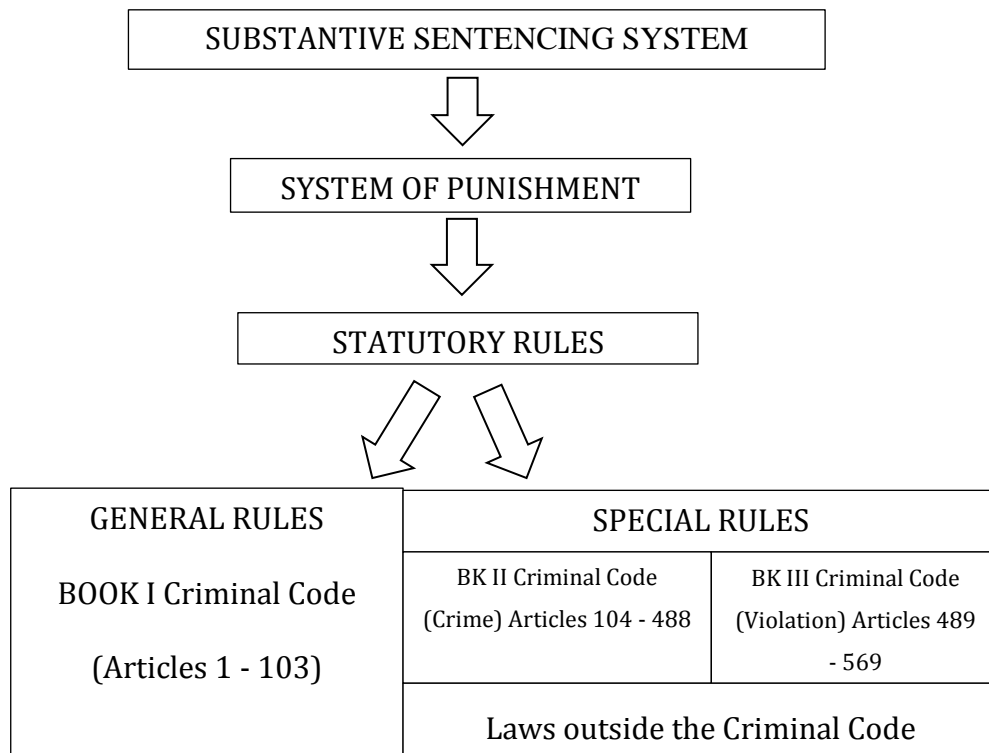 SUBSTANTIVE SENTENCING SYSTEM
SYSTEM OF PUNISHMENT
STATUTORY RULES
GENERAL RULES
BOOK I Criminal Code
(Articles 1 - 103)
SPECIAL RULES
BK II Criminal Code
(Crime) Articles 104 - 488
BK III Criminal Code
(Violation) Articles 489
- 569
Laws outside the Criminal Code